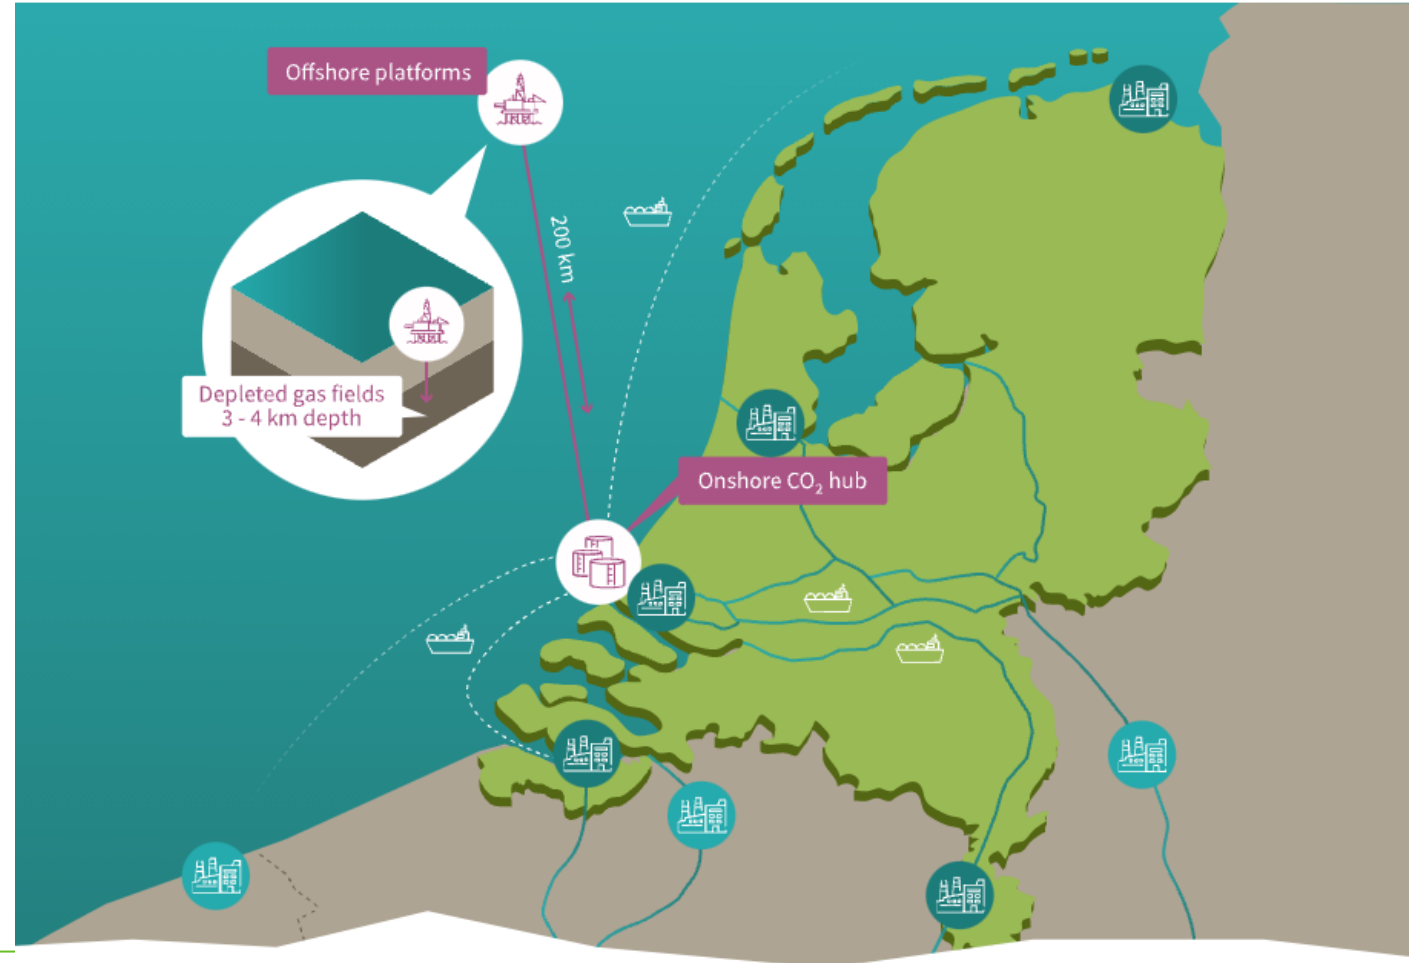 Offshore platforms
200 km
Depleted gas fields
3 - 4 km depth
Onshore CO₂ hub